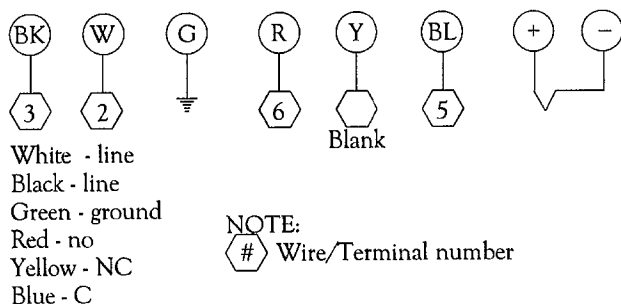 BK W G R Y BL + −
3 2 6 5
Blank
White - line
Black - line
Green - ground
Red - no
Yellow - NC
Blue - C
NOTE:
# Wire/Terminal number